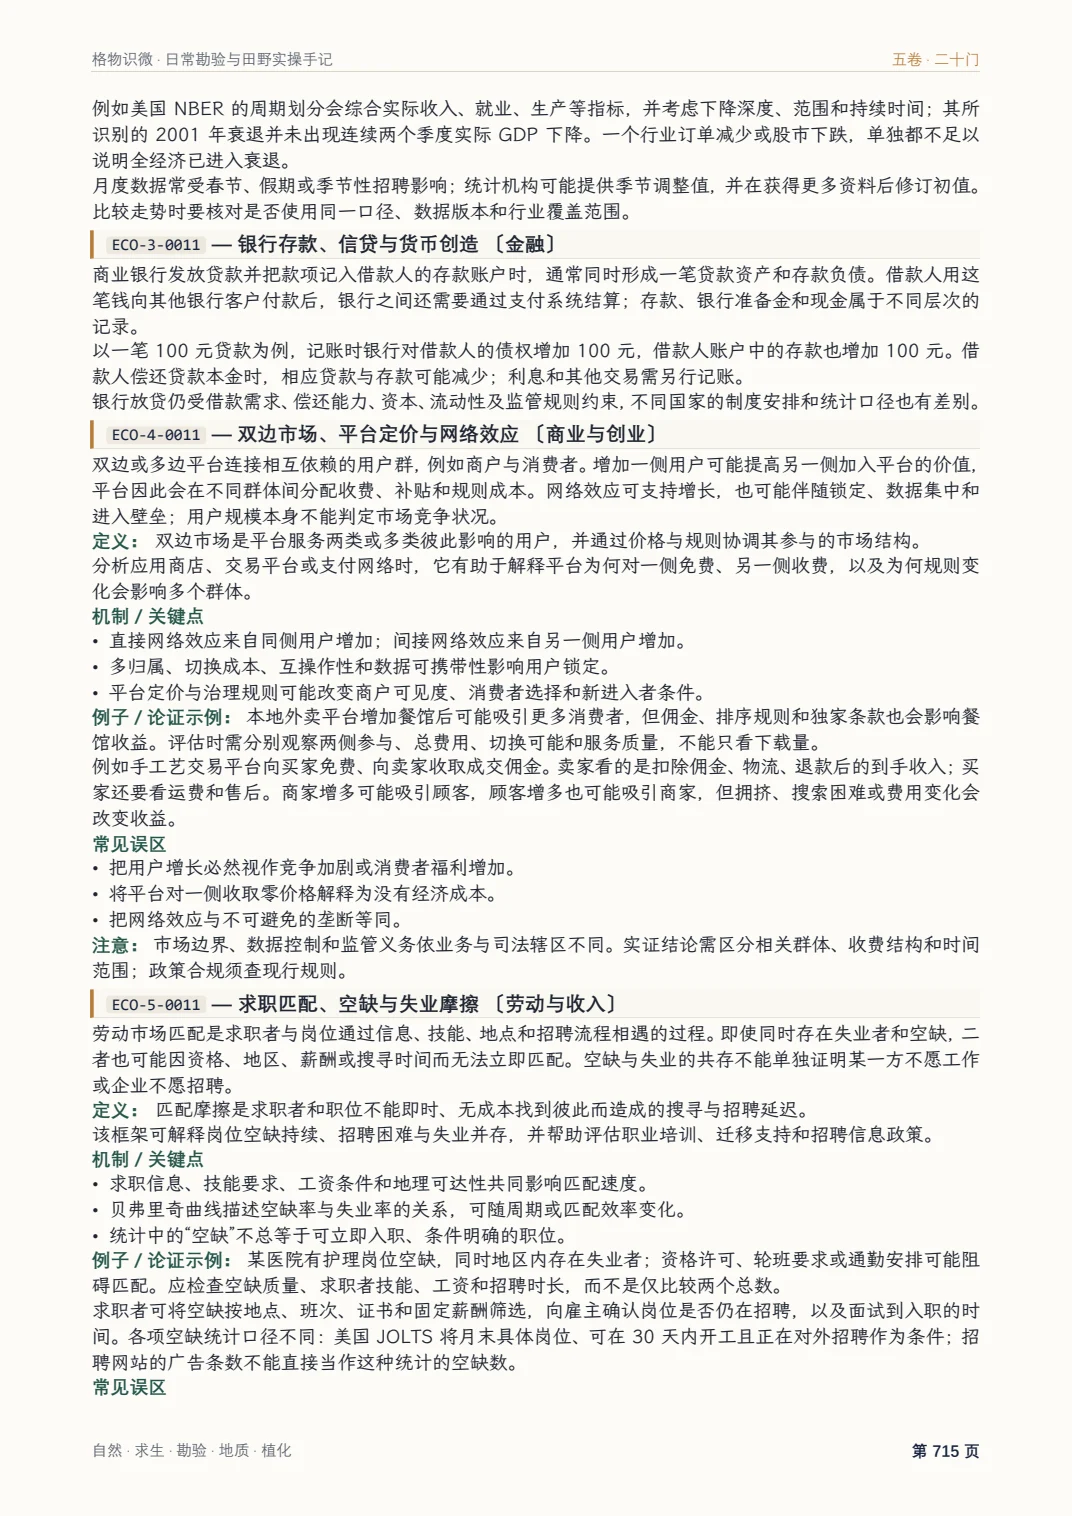 格物识微 · 日常勘验与田野实操手记
五卷 · 二十门
例如美国 NBER 的周期划分会综合实际收入、就业、生产等指标，并考虑下降深度、范围和持续时间；其所
识别的 2001 年衰退并未出现连续两个季度实际 GDP 下降。一个行业订单减少或股市下跌，单独都不足以
说明全经济已进入衰退。
月度数据常受春节、假期或季节性招聘影响；统计机构可能提供季节调整值，并在获得更多资料后修订初值。
比较走势时要核对是否使用同一口径、数据版本和行业覆盖范围。
ECO-3-0011 — 银行存款、信贷与货币创造 〔金融〕
商业银行发放贷款并把款项记入借款人的存款账户时，通常同时形成一笔贷款资产和存款负债。借款人用这
笔钱向其他银行客户付款后，银行之间还需要通过支付系统结算；存款、银行准备金和现金属于不同层次的
记录。
以一笔 100 元贷款为例，记账时银行对借款人的债权增加 100 元，借款人账户中的存款也增加 100 元。借
款人偿还贷款本金时，相应贷款与存款可能减少；利息和其他交易需另行记账。
银行放贷仍受借款需求、偿还能力、资本、流动性及监管规则约束，不同国家的制度安排和统计口径也有差别。
ECO-4-0011 — 双边市场、平台定价与网络效应 〔商业与创业〕
双边或多边平台连接相互依赖的用户群，例如商户与消费者。增加一侧用户可能提高另一侧加入平台的价值，
平台因此会在不同群体间分配收费、补贴和规则成本。网络效应可支持增长，也可能伴随锁定、数据集中和
进入壁垒；用户规模本身不能判定市场竞争状况。
定义： 双边市场是平台服务两类或多类彼此影响的用户，并通过价格与规则协调其参与的市场结构。
分析应用商店、交易平台或支付网络时，它有助于解释平台为何对一侧免费、另一侧收费，以及为何规则变
化会影响多个群体。
机制 / 关键点
• 直接网络效应来自同侧用户增加；间接网络效应来自另一侧用户增加。
• 多归属、切换成本、互操作性和数据可携带性影响用户锁定。
• 平台定价与治理规则可能改变商户可见度、消费者选择和新进入者条件。
例子 / 论证示例： 本地外卖平台增加餐馆后可能吸引更多消费者，但佣金、排序规则和独家条款也会影响餐
馆收益。评估时需分别观察两侧参与、总费用、切换可能和服务质量，不能只看下载量。
例如手工艺交易平台向买家免费、向卖家收取成交佣金。卖家看的是扣除佣金、物流、退款后的到手收入；买
家还要看运费和售后。商家增多可能吸引顾客，顾客增多也可能吸引商家，但拥挤、搜索困难或费用变化会
改变收益。
常见误区
• 把用户增长必然视作竞争加剧或消费者福利增加。
• 将平台对一侧收取零价格解释为没有经济成本。
• 把网络效应与不可避免的垄断等同。
注意： 市场边界、数据控制和监管义务依业务与司法辖区不同。实证结论需区分相关群体、收费结构和时间
范围；政策合规须查现行规则。
ECO-5-0011 — 求职匹配、空缺与失业摩擦 〔劳动与收入〕
劳动市场匹配是求职者与岗位通过信息、技能、地点和招聘流程相遇的过程。即使同时存在失业者和空缺，二
者也可能因资格、地区、薪酬或搜寻时间而无法立即匹配。空缺与失业的共存不能单独证明某一方不愿工作
或企业不愿招聘。
定义： 匹配摩擦是求职者和职位不能即时、无成本找到彼此而造成的搜寻与招聘延迟。
该框架可解释岗位空缺持续、招聘困难与失业并存，并帮助评估职业培训、迁移支持和招聘信息政策。
机制 / 关键点
• 求职信息、技能要求、工资条件和地理可达性共同影响匹配速度。
• 贝弗里奇曲线描述空缺率与失业率的关系，可随周期或匹配效率变化。
• 统计中的“空缺”不总等于可立即入职、条件明确的职位。
例子 / 论证示例： 某医院有护理岗位空缺，同时地区内存在失业者；资格许可、轮班要求或通勤安排可能阻
碍匹配。应检查空缺质量、求职者技能、工资和招聘时长，而不是仅比较两个总数。
求职者可将空缺按地点、班次、证书和固定薪酬筛选，向雇主确认岗位是否仍在招聘，以及面试到入职的时
间。各项空缺统计口径不同：美国 JOLTS 将月末具体岗位、可在 30 天内开工且正在对外招聘作为条件；招
聘网站的广告条数不能直接当作这种统计的空缺数。
常见误区
自然 · 求生 · 勘验 · 地质 · 植化
第 715 页